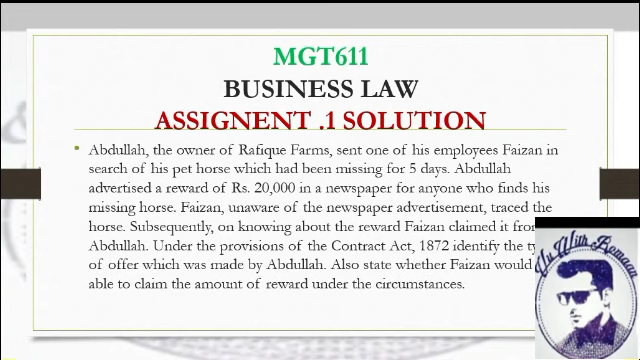 MGT611
BUSINESS LAW
ASSIGNENT .1 SOLUTION
• Abdullah, the owner of Rafique Farms, sent one of his employees Faizan in
search of his pet horse which had been missing for 5 days. Abdullah
advertised a reward of Rs. 20,000 in a newspaper for anyone who finds his
missing horse. Faizan, unaware of the newspaper advertisement, traced the
horse. Subsequently, on knowing about the reward Faizan claimed it
Abdullah. Under the provisions of the Contract Act, 1872 identify the
of offer which was made by Abdullah. Also state whether Faizan would
able to claim the amount of reward under the circumstances.
Vu With